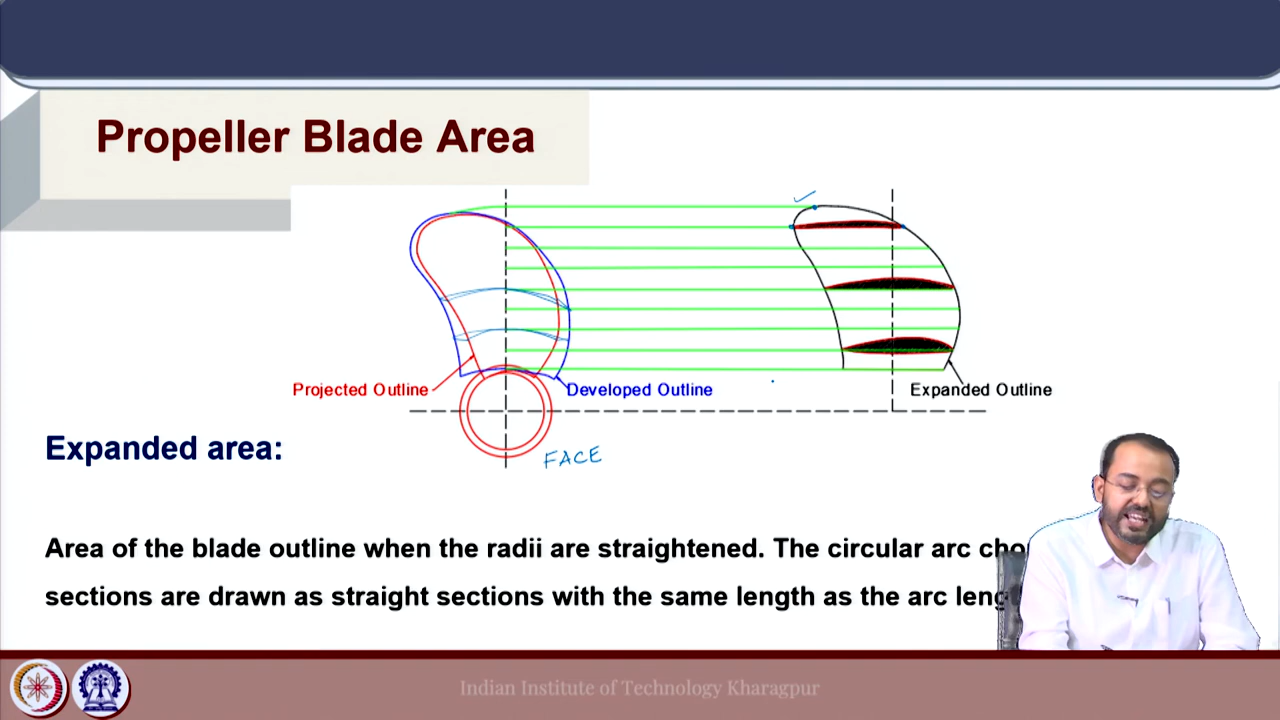 Propeller Blade Area
Projected Outline
Developed Outline
Expanded Outline
FACE
Expanded area:
Area of the blade outline when the radii are straightened. The circular arc
sections are drawn as straight sections with the same length as the arc
Indian Institute of Technology Kharagpur